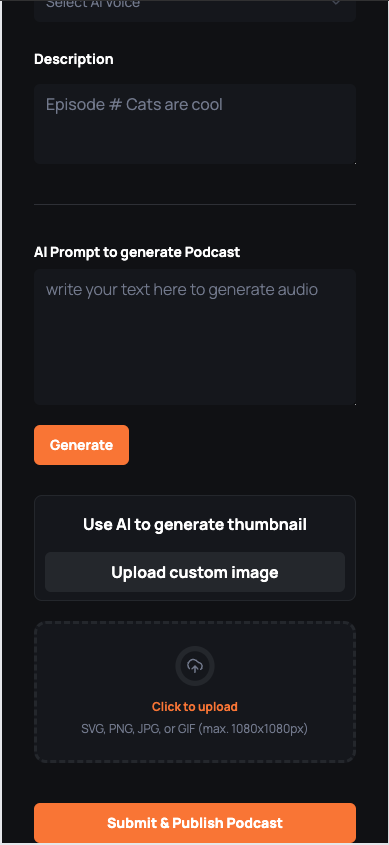 Select AI Voice
Description
Episode # Cats are cool
AI Prompt to generate Podcast
write your text here to generate audio
Generate
Use AI to generate thumbnail
Upload custom image
Click to upload
SVG, PNG, JPG, or GIF (max. 1080x1080px)
Submit & Publish Podcast